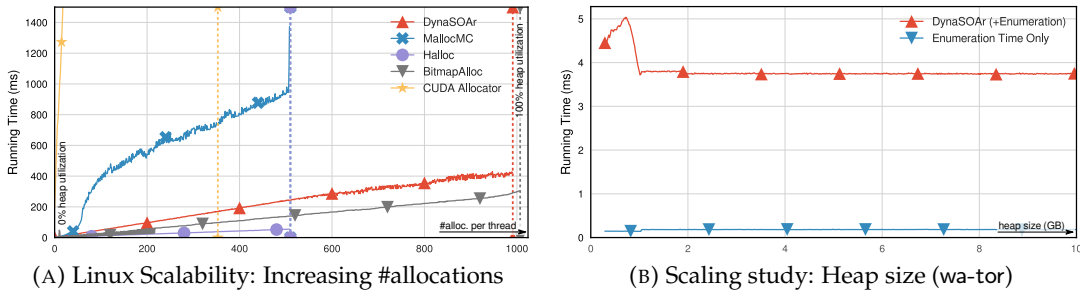 1400
1200
1000
800
600
400
200
0
Running Time (ms)
DynaSOAr
MallocMC
Halloc
BitmapAlloc
CUDA Allocator
0% heap utilization
100% heap utilization
#alloc. per thread
0 200 400 600 800 1000
(A) Linux Scalability: Increasing #allocations
5
4
3
2
1
0
Running Time (ms)
DynaSOAr (+Enumeration)
Enumeration Time Only
heap size (GB)
0 2 4 6 8 10
(B) Scaling study: Heap size (wa-tor)